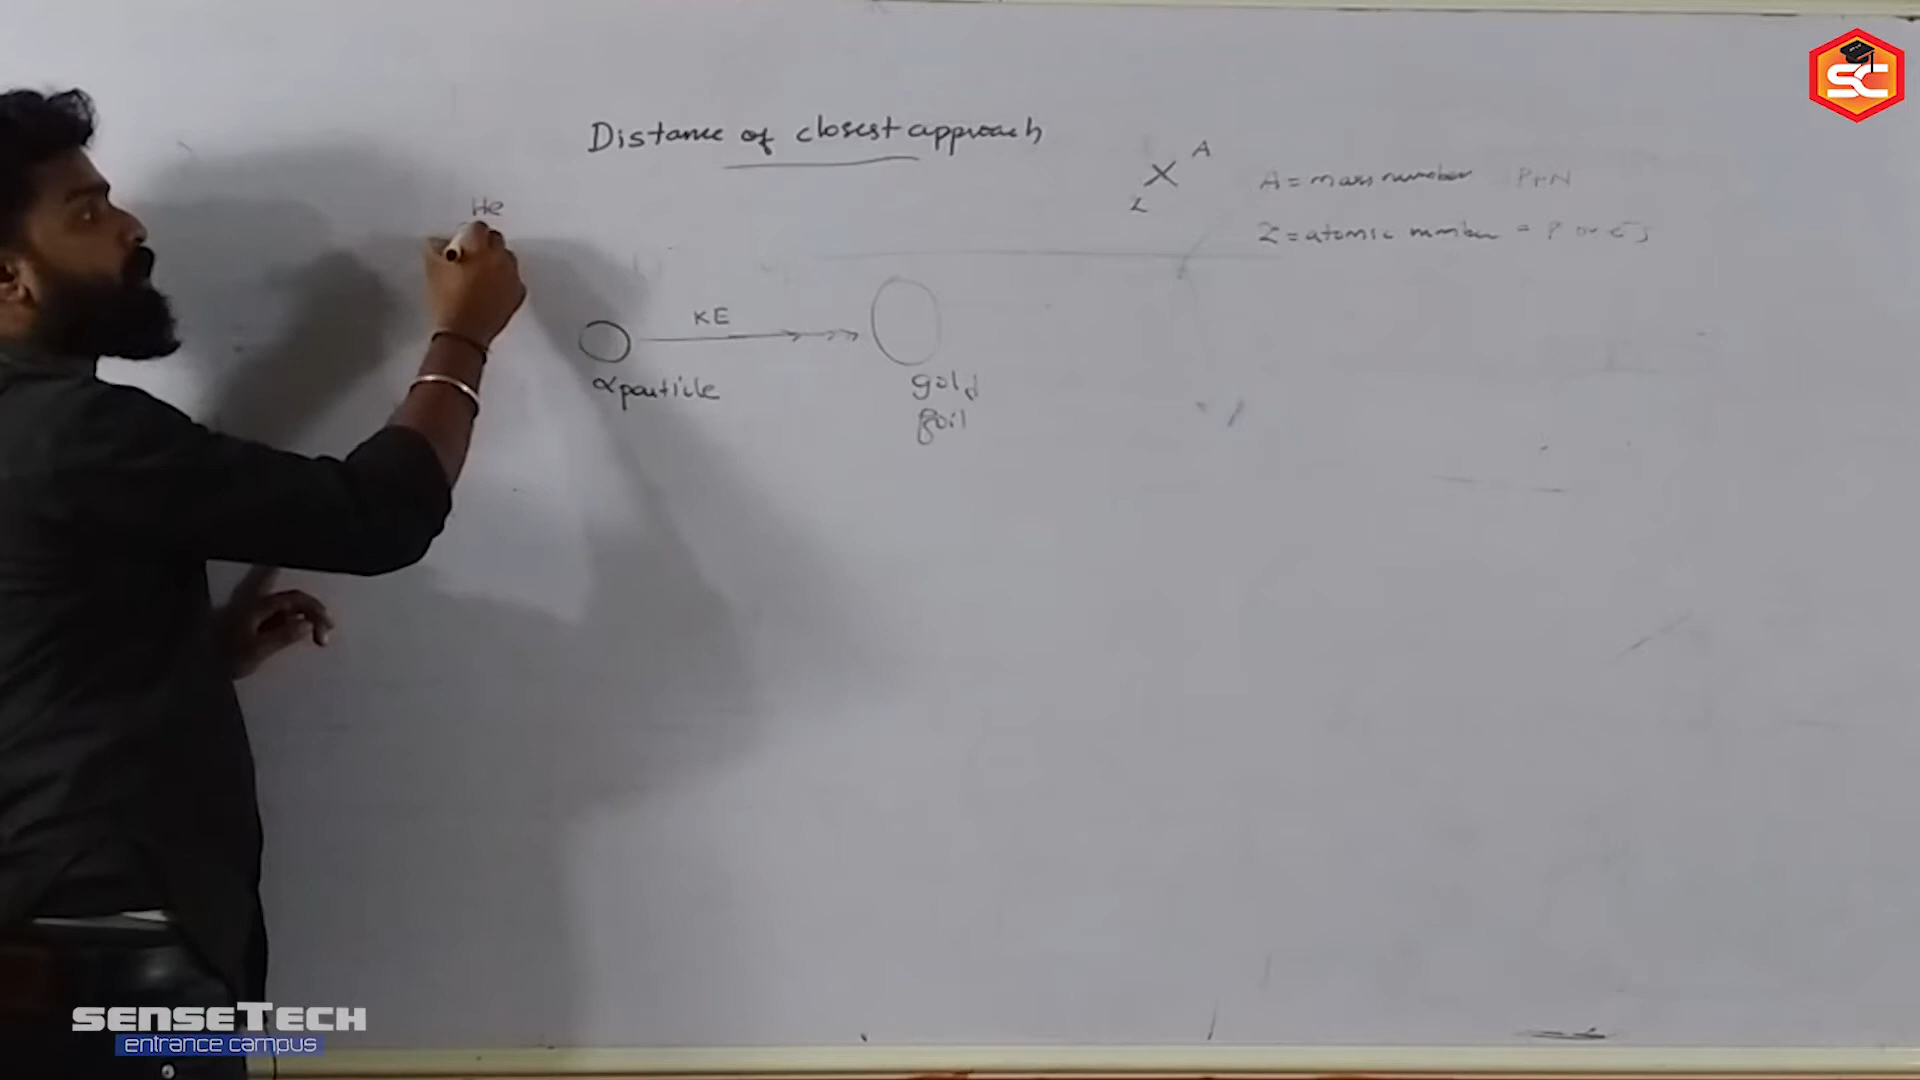 Distance of closest approach
A
X
Z
A = mass number P+N
Z = atomic number = P or e's
He
KE
α particle
gold
foil
SC
SENSETECH
entrance campus